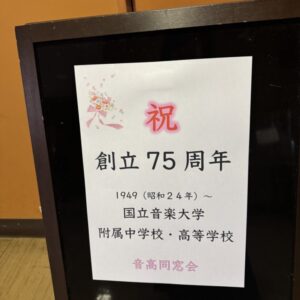 祝
創立75周年
1949（昭和24年）～
国立音楽大学
附属中学校・高等学校
音高同窓会